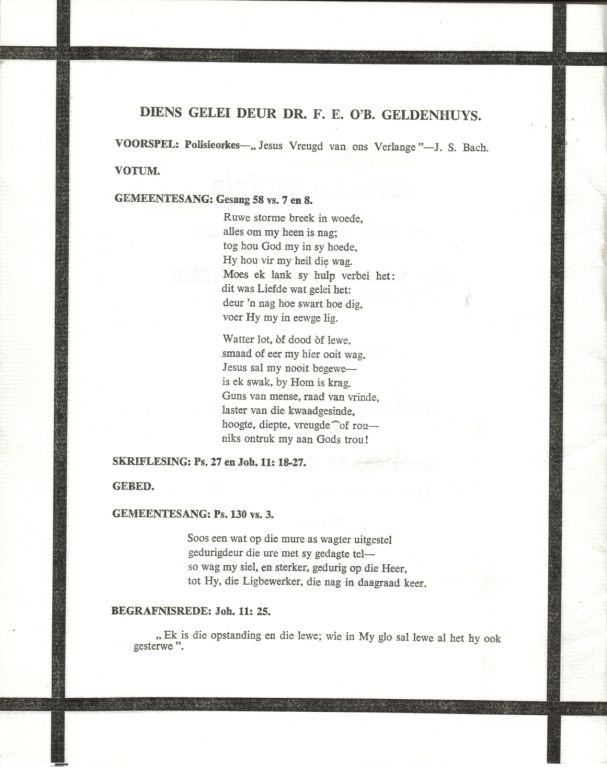 DIENS GELEI DEUR DR. F. E. O'B. GELDENHUYS.
VOORSPEL: Polisieorkes—„Jesus Vreugd van ons Verlange”—J. S. Bach.
VOTUM.
GEMEENTESANG: Gesang 58 vs. 7 en 8.
Ruwe storme breek in woede,
alles om my heen is nag;
tog hou God my in sy hoede,
Hy hou vir my heil die wag.
Moes ek lank sy hulp verbei het:
dit was Liefde wat gelei het:
deur 'n nag hoe swart hoe dig,
voer Hy my in eewge lig.
Watter lot, òf dood òf lewe,
smaad of eer my hier ooit wag,
Jesus sal my nooit begewe—
is ek swak, by Hom is krag.
Guns van mense, raad van vrinde,
laster van die kwaadgesinde,
hoogte, diepte, vreugde⁀of rou—
niks ontruk my aan Gods trou!
SKRIFLESING: Ps. 27 en Joh. 11: 18-27.
GEBED.
GEMEENTESANG: Ps. 130 vs. 3.
Soos een wat op die mure as wagter uitgestel
gedurigdeur die ure met sy gedagte tel—
so wag my siel, en sterker, gedurig op die Heer,
tot Hy, die Ligbewerker, die nag in daagraad keer.
BEGRAFNISREDE: Joh. 11: 25.
„Ek is die opstanding en die lewe; wie in My glo sal lewe al het hy ook
gesterwe”.